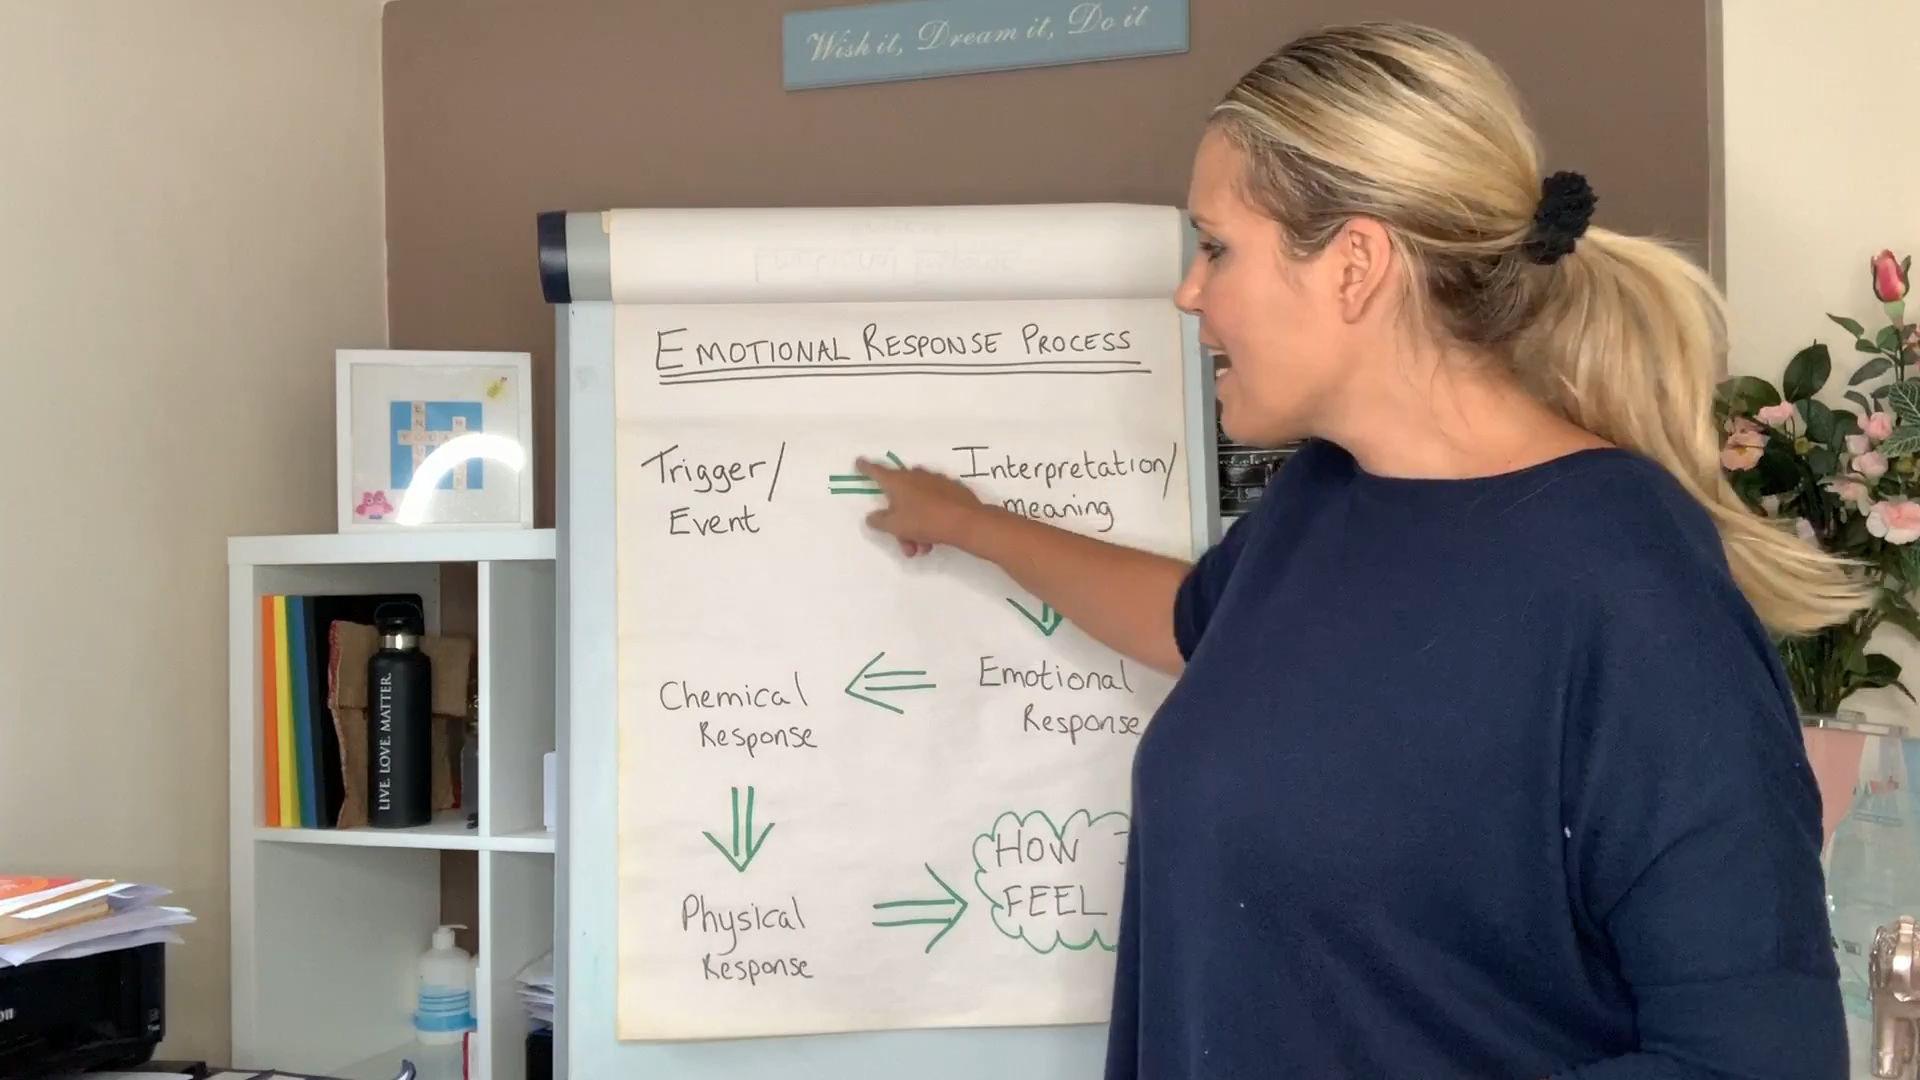 Wish it, Dream it, Do it
EMOTIONAL RESPONSE PROCESS
Trigger/
Event
Interpretation/
meaning
Emotional
Response
Chemical
Response
Physical
Response
HOW
FEEL
LIVE. LOVE. MATTER.